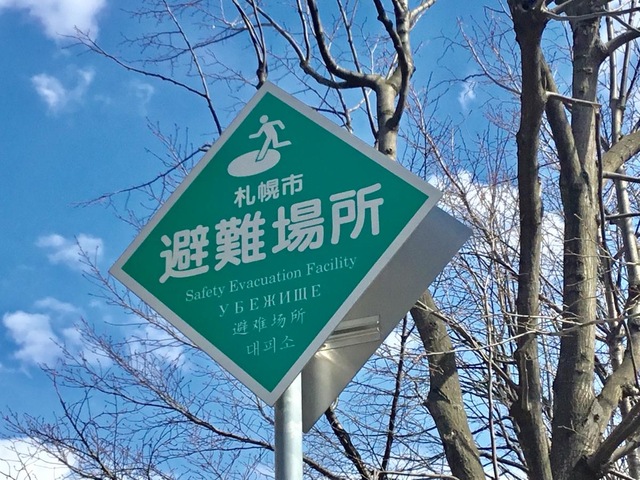 札幌市
避難場所
Safety Evacuation Facility
УБЕЖИЩЕ
避难场所
대피소